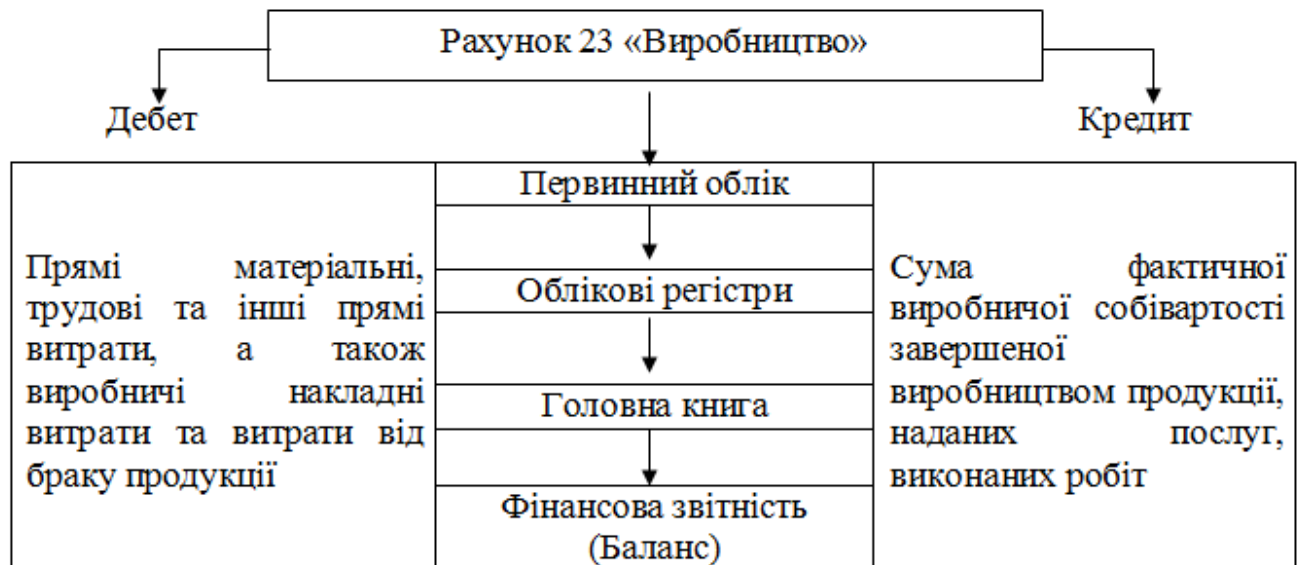 Рахунок 23 «Виробництво»
Дебет
Кредит
Прямі матеріальні,
трудові та інші прямі
витрати, а також
виробничі накладні
витрати та витрати від
браку продукції
Первинний облік
Облікові регістри
Головна книга
Фінансова звітність
(Баланс)
Сума фактичної
виробничої собівартості
завершеної
виробництвом продукції,
наданих послуг,
виконаних робіт